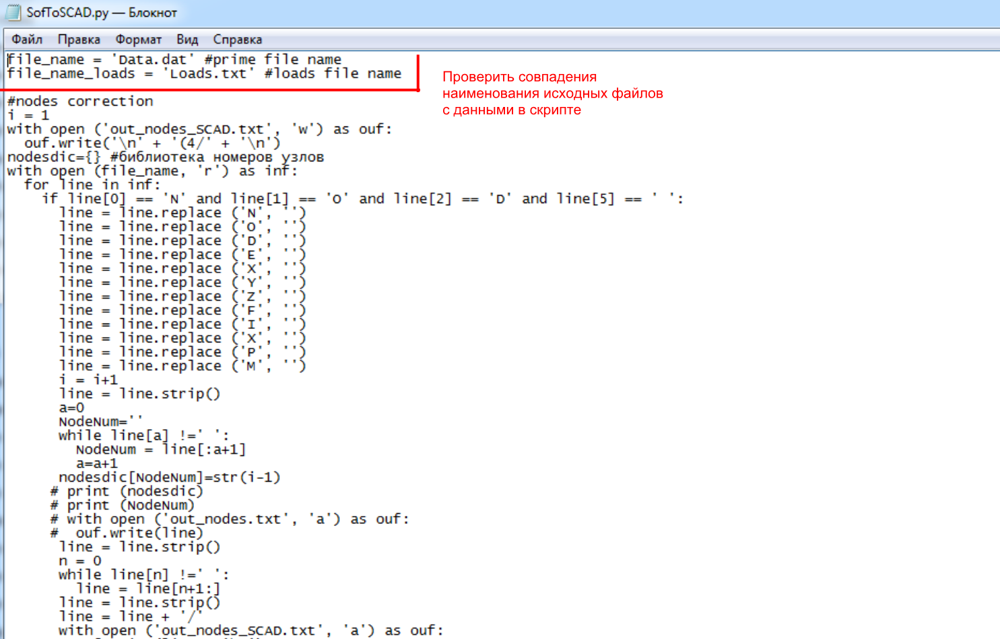 SofToSCAD.py — Блокнот
Файл Правка Формат Вид Справка
file_name = 'Data.dat' #prime file name
file_name_loads = 'Loads.txt' #loads file name
Проверить совпадения
наименования исходных файлов
с данными в скрипте
#nodes correction
i = 1
with open ('out_nodes_SCAD.txt', 'w') as ouf:
  ouf.write('\n' + '(4/' + '\n')
nodesdic={} #библиотека номеров узлов
with open (file_name, 'r') as inf:
  for line in inf:
    if line[0] == 'N' and line[1] == 'O' and line[2] == 'D' and line[5] == ' ':
      line = line.replace ('N', '')
      line = line.replace ('O', '')
      line = line.replace ('D', '')
      line = line.replace ('E', '')
      line = line.replace ('X', '')
      line = line.replace ('Y', '')
      line = line.replace ('Z', '')
      line = line.replace ('F', '')
      line = line.replace ('I', '')
      line = line.replace ('X', '')
      line = line.replace ('P', '')
      line = line.replace ('M', '')
      i = i+1
      line = line.strip()
      a=0
      NodeNum=''
      while line[a] !=' ':
        NodeNum = line[:a+1]
        a=a+1
      nodesdic[NodeNum]=str(i-1)
     # print (nodesdic)
     # print (NodeNum)
     # with open ('out_nodes.txt', 'a') as ouf:
     #  ouf.write(line)
      line = line.strip()
      n = 0
      while line[n] !=' ':
        line = line[n+1:]
      line = line.strip()
      line = line + '/'
      with open ('out_nodes_SCAD.txt', 'a') as ouf: